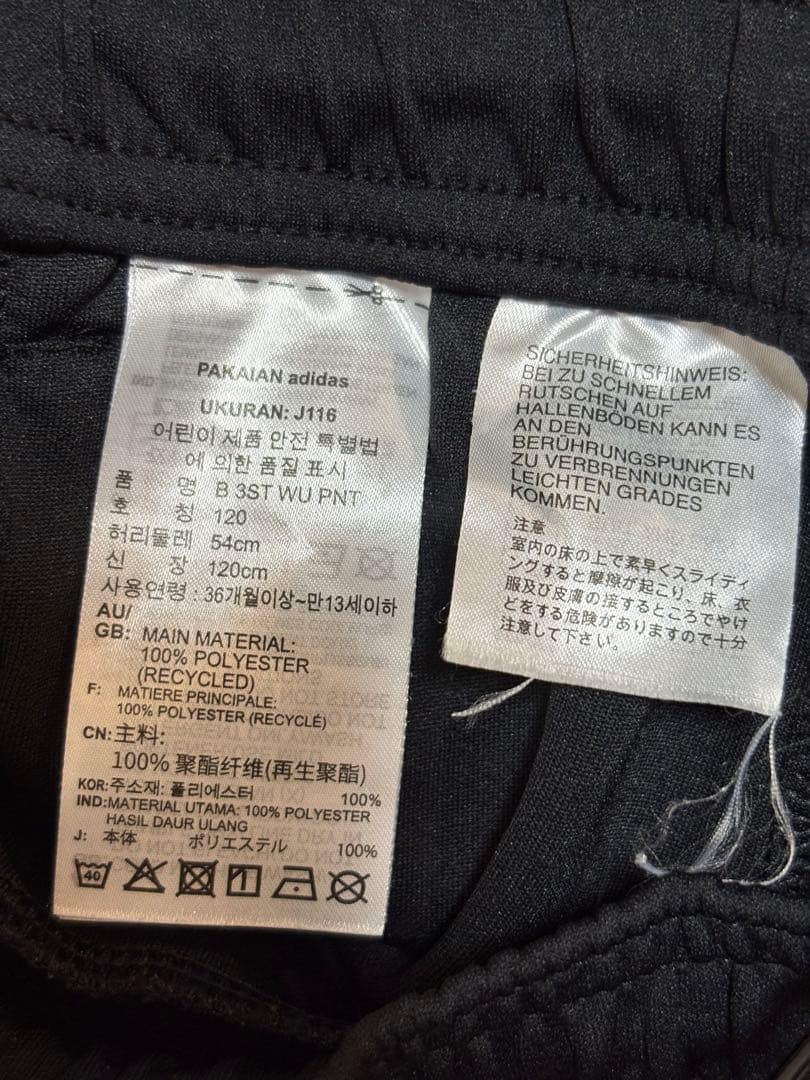 PAKAIAN adidas
UKURAN: J116
어린이 제품 안전 특별법
에 의한 품질 표시
품 명 B 3ST WU PNT
호 칭 120
허리둘레 54cm
신 장 120cm
사용연령 : 36개월이상~만13세이하
AU/
GB: MAIN MATERIAL:
100% POLYESTER
(RECYCLED)
F: MATIERE PRINCIPALE:
100% POLYESTER (RECYCLÉ)
CN: 主料:
100% 聚酯纤维(再生聚酯)
KOR: 주소재: 폴리에스터 100%
IND: MATERIAL UTAMA: 100% POLYESTER
HASIL DAUR ULANG
J: 本体 ポリエステル 100%
40
SICHERHEITSHINWEIS:
BEI ZU SCHNELLEM
RUTSCHEN AUF
HALLENBÖDEN KANN ES
AN DEN
BERÜHRUNGSPUNKTEN
ZU VERBRENNUNGEN
LEICHTEN GRADES
KOMMEN.
注意
室内の床の上で素早くスライディ
ングすると摩擦が起こり、床、衣
服及び皮膚の接するところでやけ
どをする危険がありますので十分
注意して下さい。